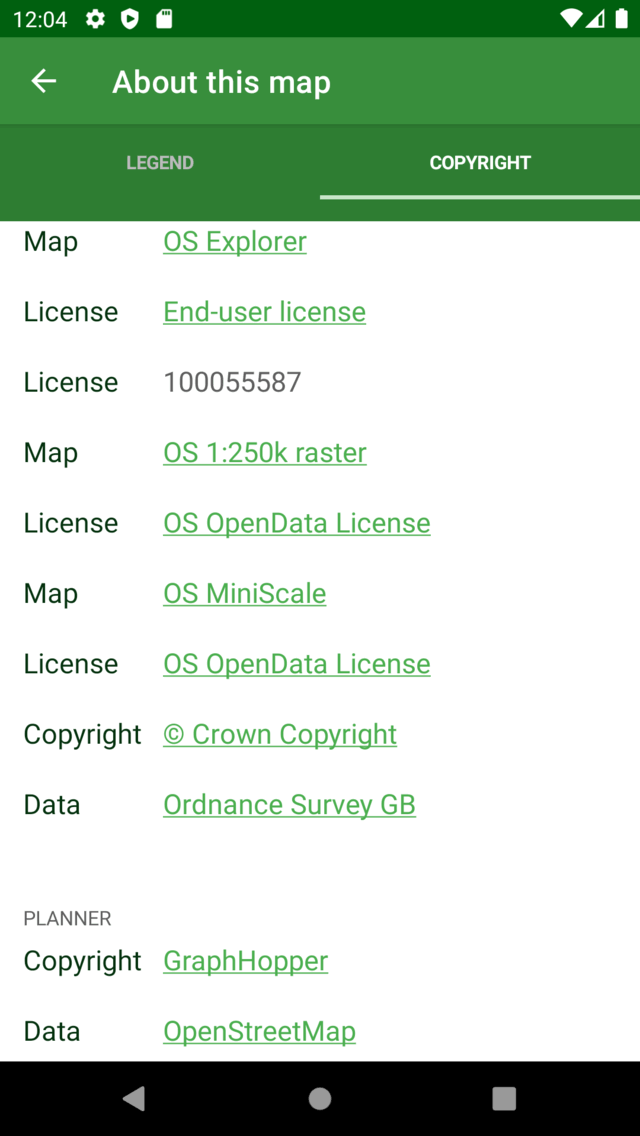 12:04
About this map
LEGEND COPYRIGHT
Map OS Explorer
License End-user license
License 100055587
Map OS 1:250k raster
License OS OpenData License
Map OS MiniScale
License OS OpenData License
Copyright © Crown Copyright
Data Ordnance Survey GB
PLANNER
Copyright GraphHopper
Data OpenStreetMap